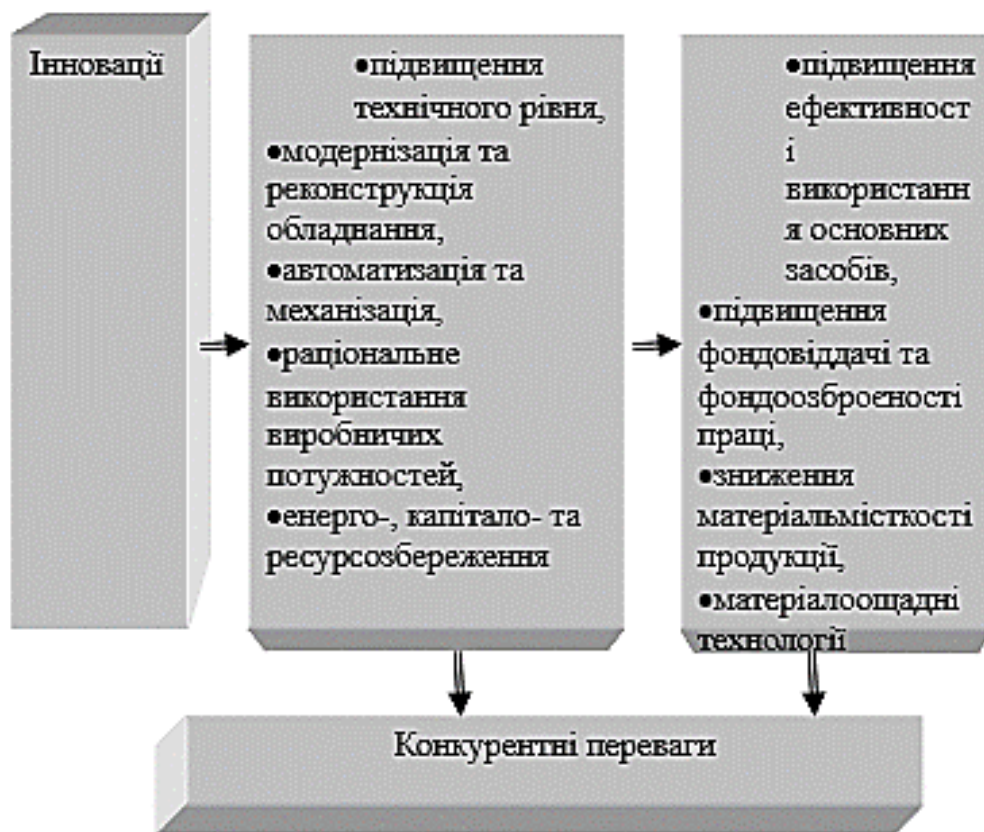 Інновації
•підвищення
технічного рівня,
•модернізація та
реконструкція
обладнання,
•автоматизація та
механізація,
•раціональне
використання
виробничих
потужностей,
•енерго-, капітало- та
ресурсозбереження
•підвищення
ефективност
і
використан
я основних
засобів,
•підвищення
фондовіддачі та
фондоозброєності
праці,
•зниження
матеріальмісткості
продукції,
•матеріалоощадні
технології
Конкурентні переваги